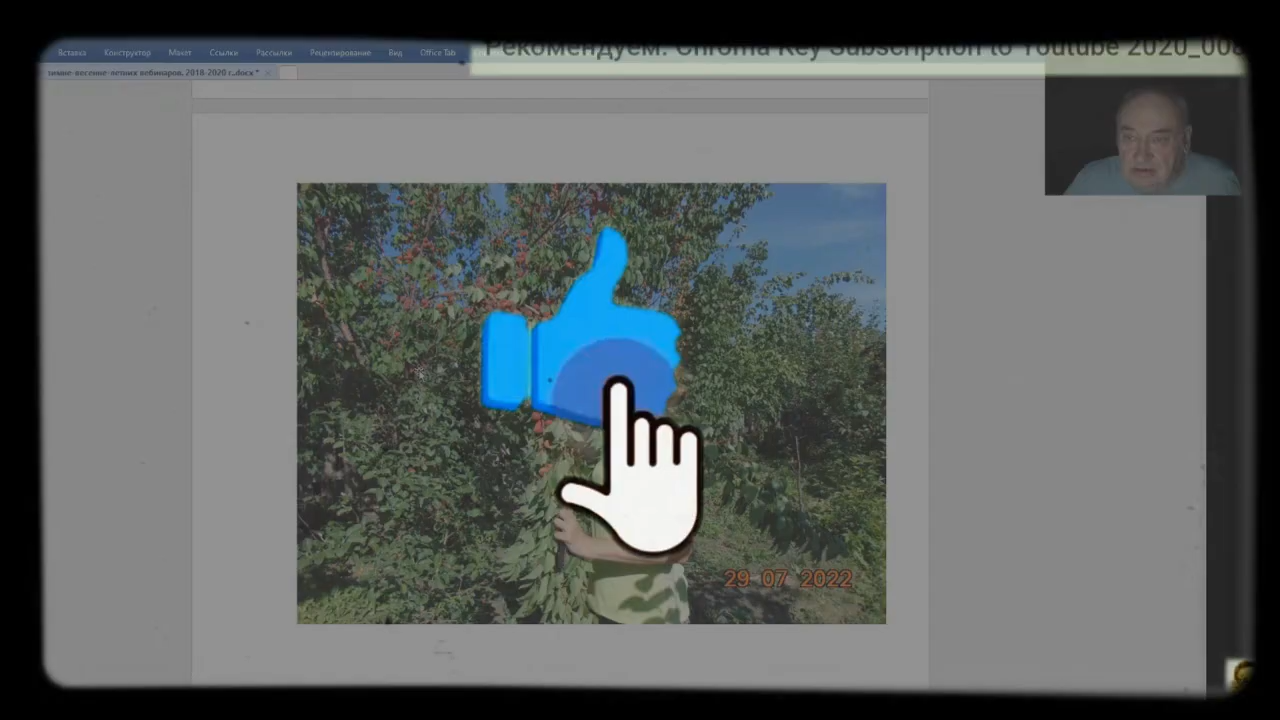 Рекомендуем: Chroma Key Subscription to Youtube 2020_008
Вставка Конструктор Макет Ссылки Рассылки Рецензирование Вид Office Tab
зимне-весенне-летних вебинаров, 2018-2020 г..docx *
29 07 2022